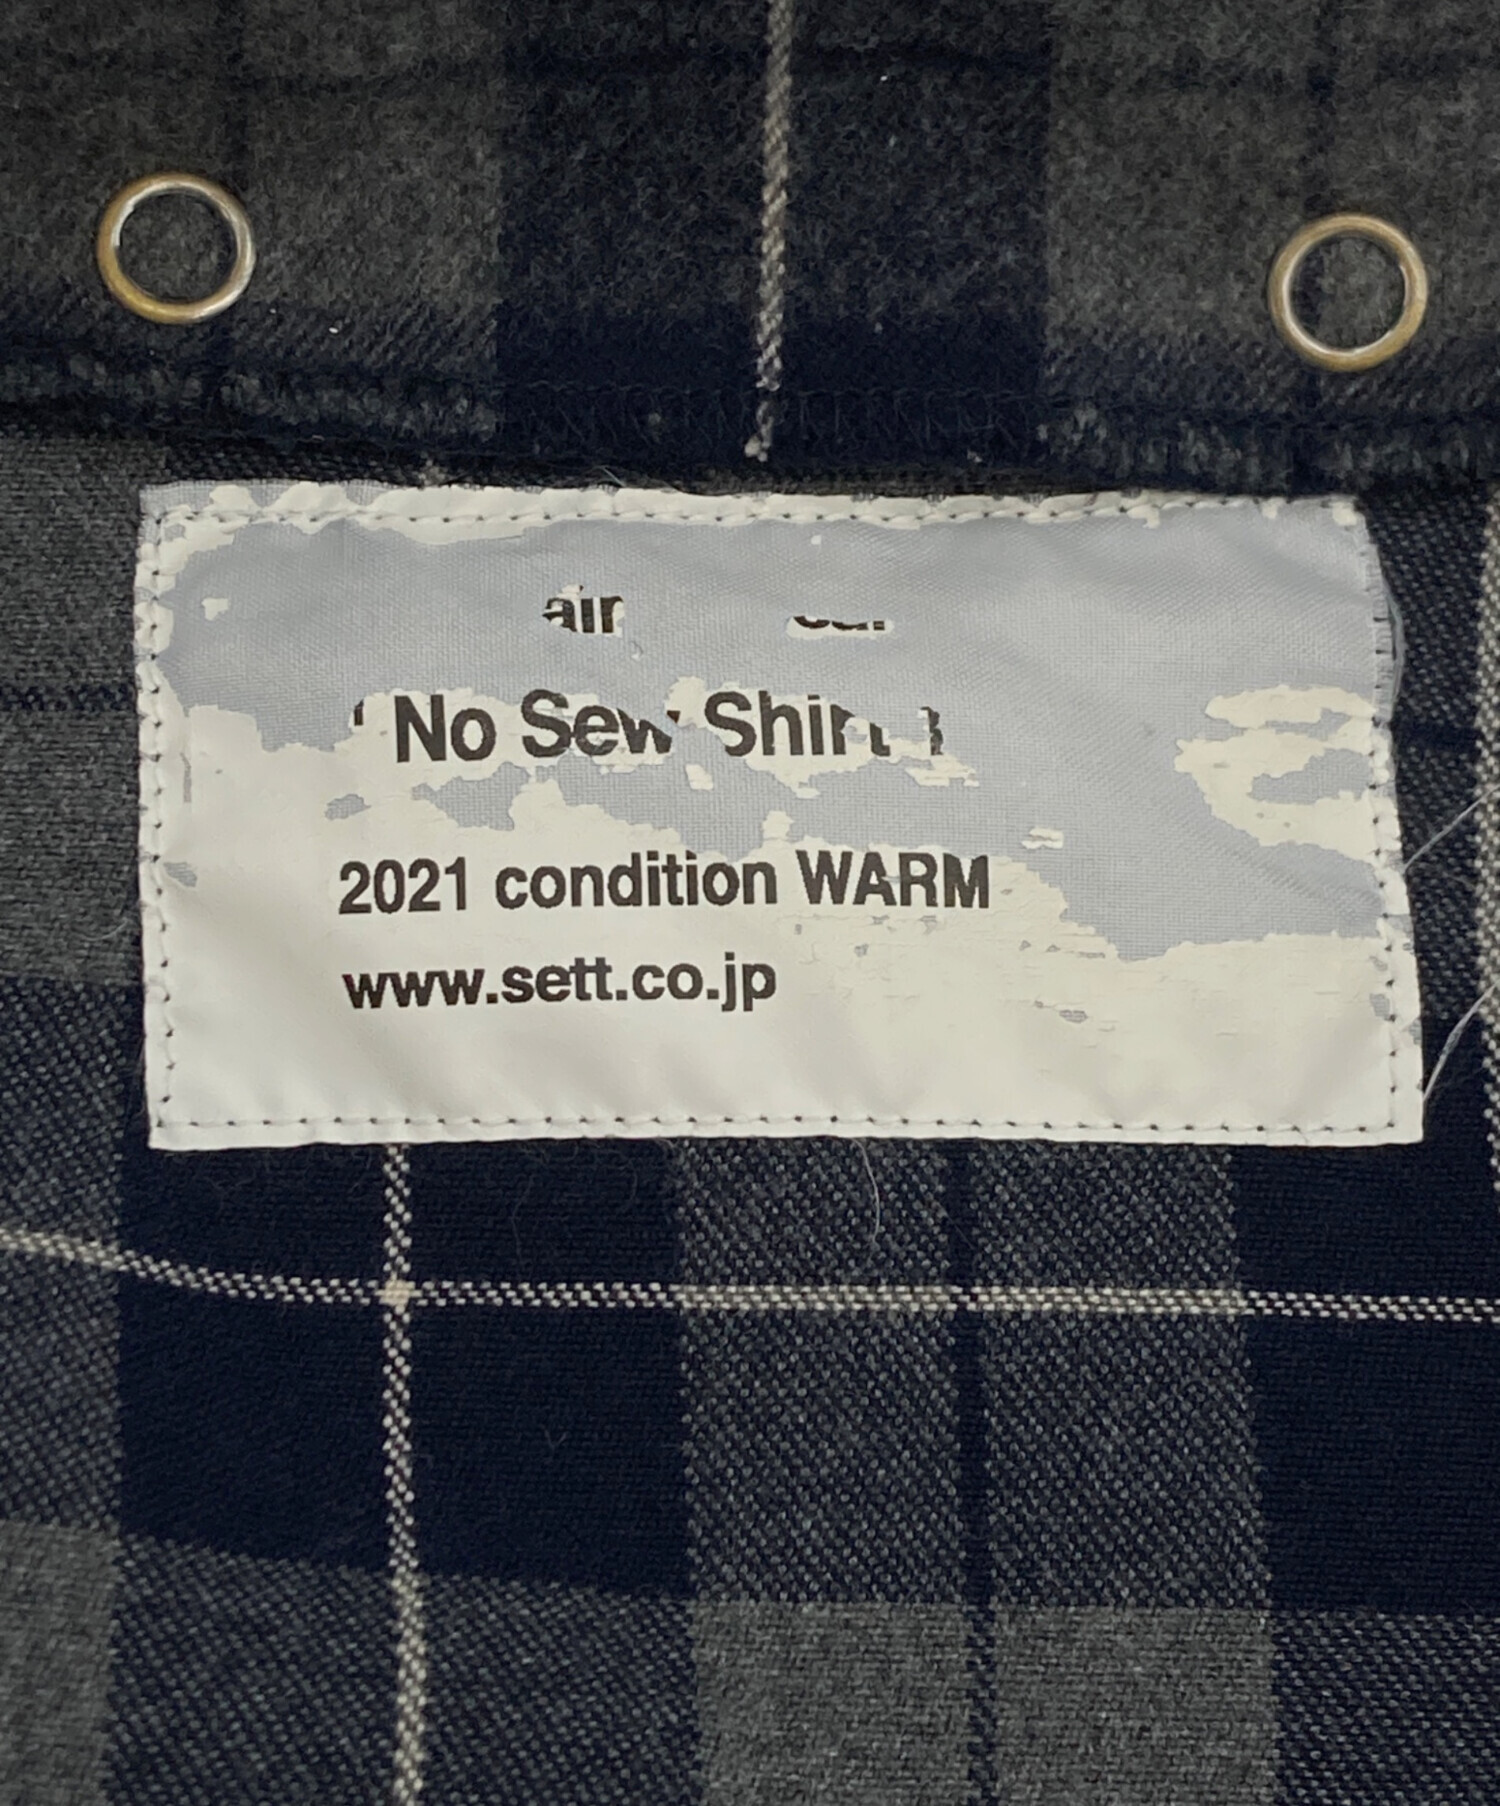 air
No Sew Shirt
2021 condition WARM
www.sett.co.jp